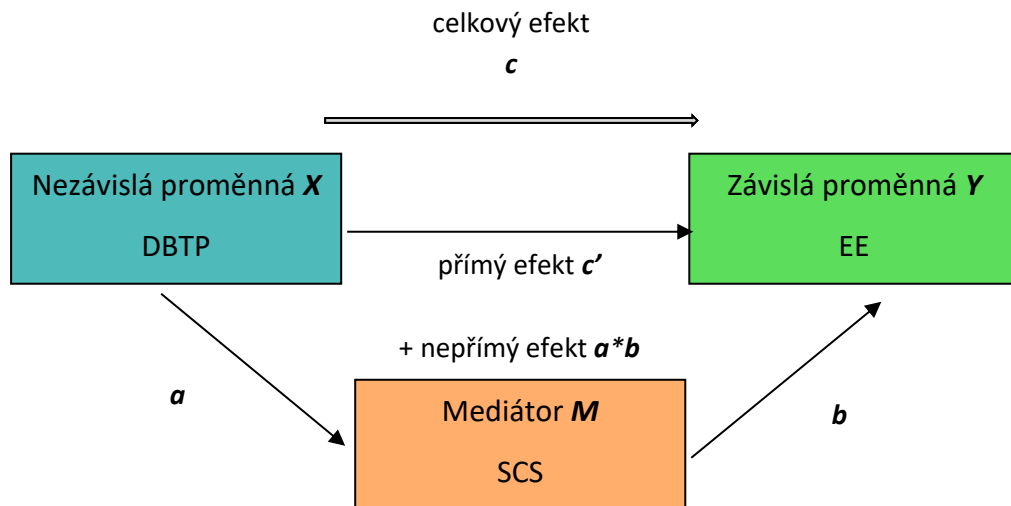 celkový efekt
c
Nezávislá proměnná X
DBTP
Závislá proměnná Y
EE
přímý efekt c’
+ nepřímý efekt a*b
a
Mediátor M
SCS
b